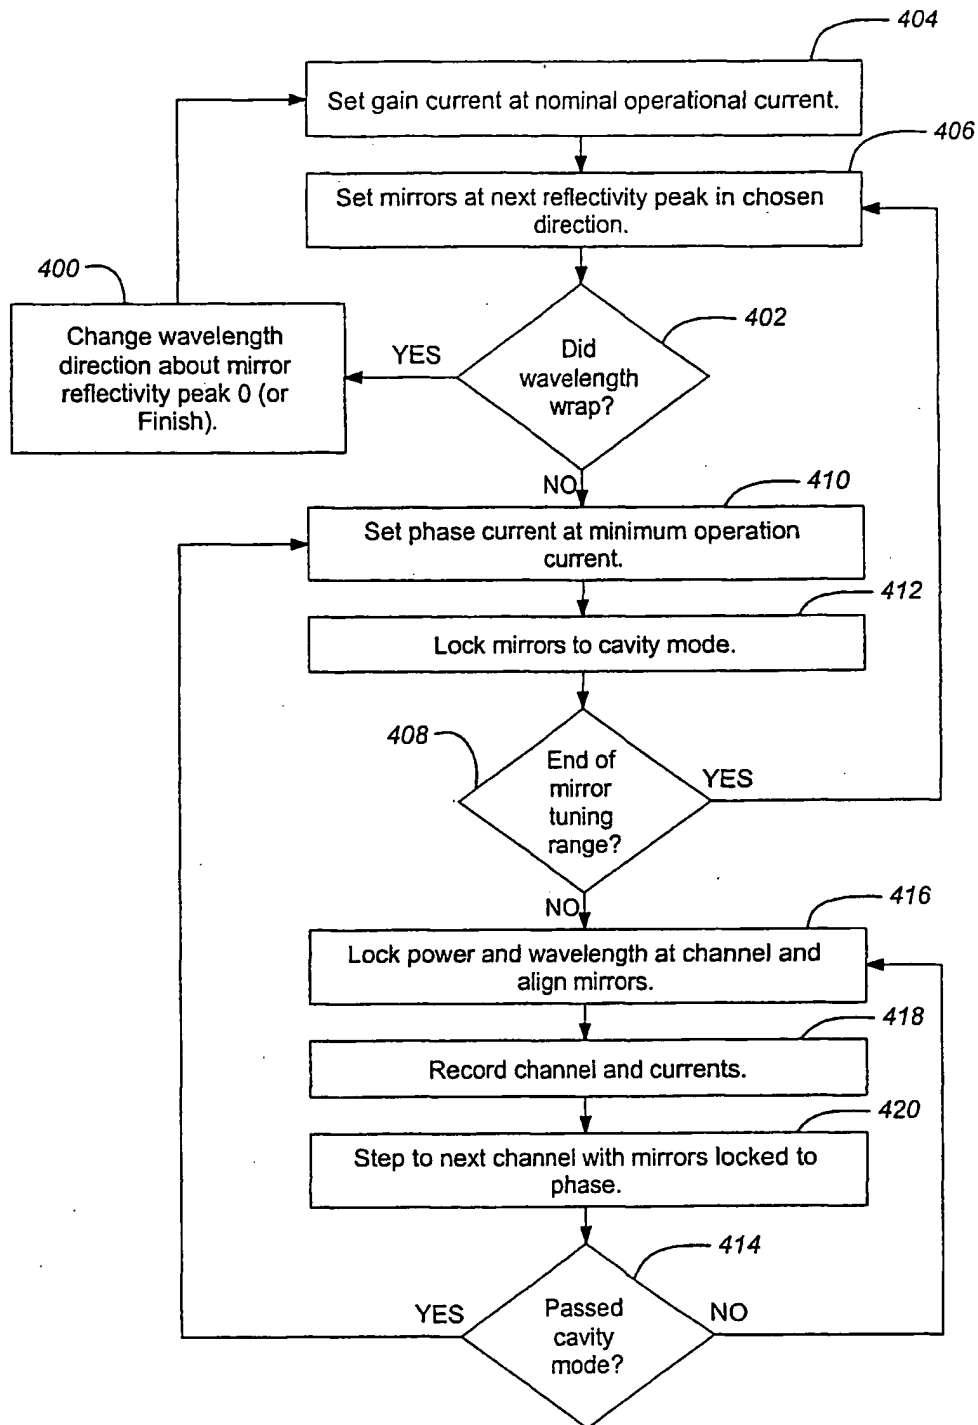 404
Set gain current at nominal operational current.
406
Set mirrors at next reflectivity peak in chosen
direction.
400
Change wavelength
direction about mirror
reflectivity peak 0 (or
Finish).
YES
402
Did
wavelength
wrap?
NO
410
Set phase current at minimum operation
current.
412
Lock mirrors to cavity mode.
408
End of
mirror
tuning
range?
YES
NO
416
Lock power and wavelength at channel and
align mirrors.
418
Record channel and currents.
420
Step to next channel with mirrors locked to
phase.
414
YES
Passed
cavity
mode?
NO